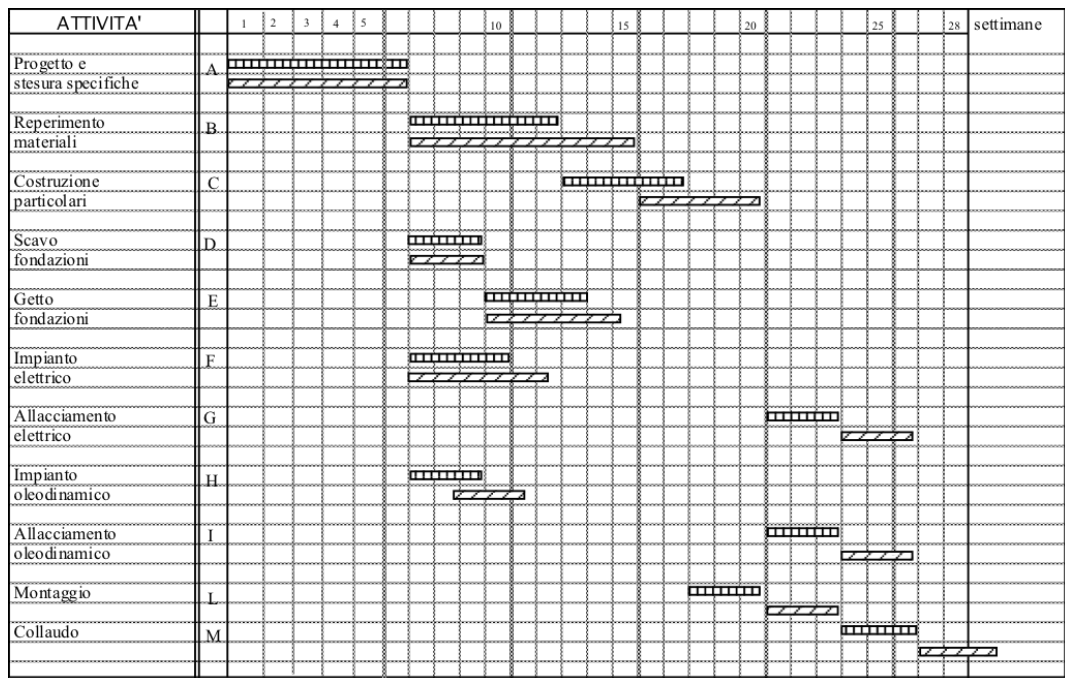 ATTIVITA' 1 2 3 4 5 10 15 20 25 28 settimane
Progetto e A
stesura specifiche
Reperimento B
materiali
Costruzione C
particolari
Scavo D
fondazioni
Getto E
fondazioni
Impianto F
elettrico
Allacciamento G
elettrico
Impianto H
oleodinamico
Allacciamento I
oleodinamico
Montaggio L
Collaudo M